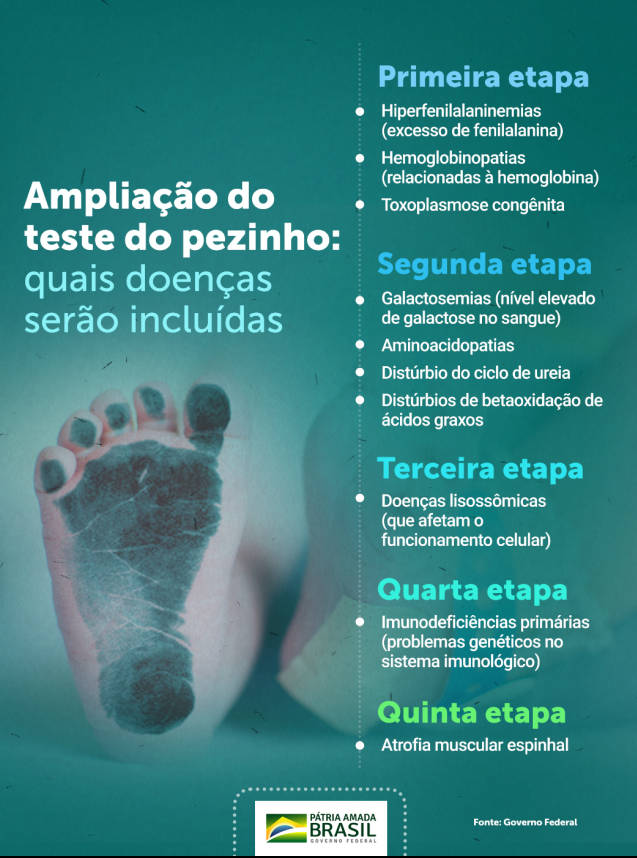 Ampliação do
teste do pezinho:
quais doenças
serão incluídas
Primeira etapa
Hiperfenilalaninemias
(excesso de fenilalanina)
Hemoglobinopatias
(relacionadas à hemoglobina)
Toxoplasmose congênita
Segunda etapa
Galactosemias (nível elevado
de galactose no sangue)
Aminoacidopatias
Distúrbio do ciclo de ureia
Distúrbios de betaoxidação de
ácidos graxos
Terceira etapa
Doenças lisossômicas
(que afetam o
funcionamento celular)
Quarta etapa
Imunodeficiências primárias
(problemas genéticos no
sistema imunológico)
Quinta etapa
Atrofia muscular espinhal
PÁTRIA AMADA
BRASIL
GOVERNO FEDERAL
Fonte: Governo Federal